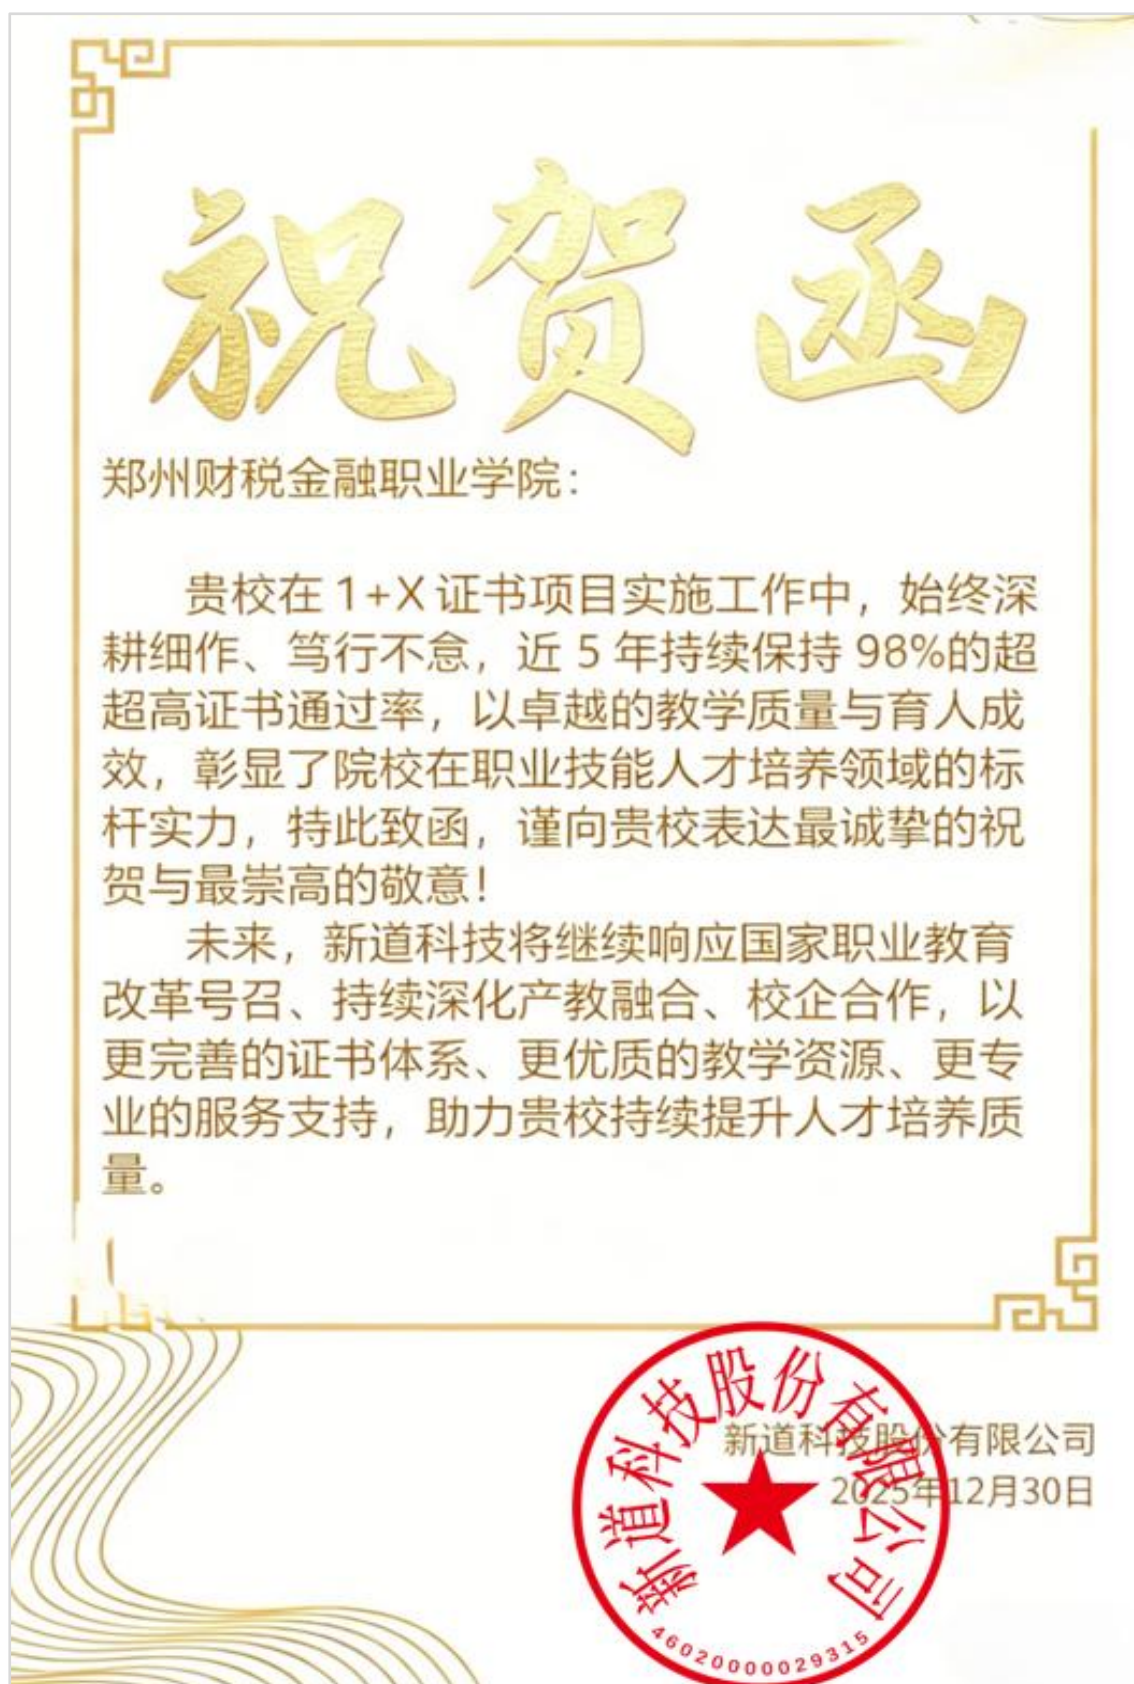 祝贺函
郑州财税金融职业学院：
贵校在1+X证书项目实施工作中，始终深
耕细作、笃行不怠，近5年持续保持98%的超
超高证书通过率，以卓越的教学质量与育人成
效，彰显了院校在职业技能人才培养领域的标
杆实力，特此致函，谨向贵校表达最诚挚的祝
贺与最崇高的敬意！
未来，新道科技将继续响应国家职业教育
改革号召、持续深化产教融合、校企合作，以
更完善的证书体系、更优质的教学资源、更专
业的服务支持，助力贵校持续提升人才培养质
量。
新道科技股份有限公司
2025年12月30日
新道科技股份有限公司
46020000029315